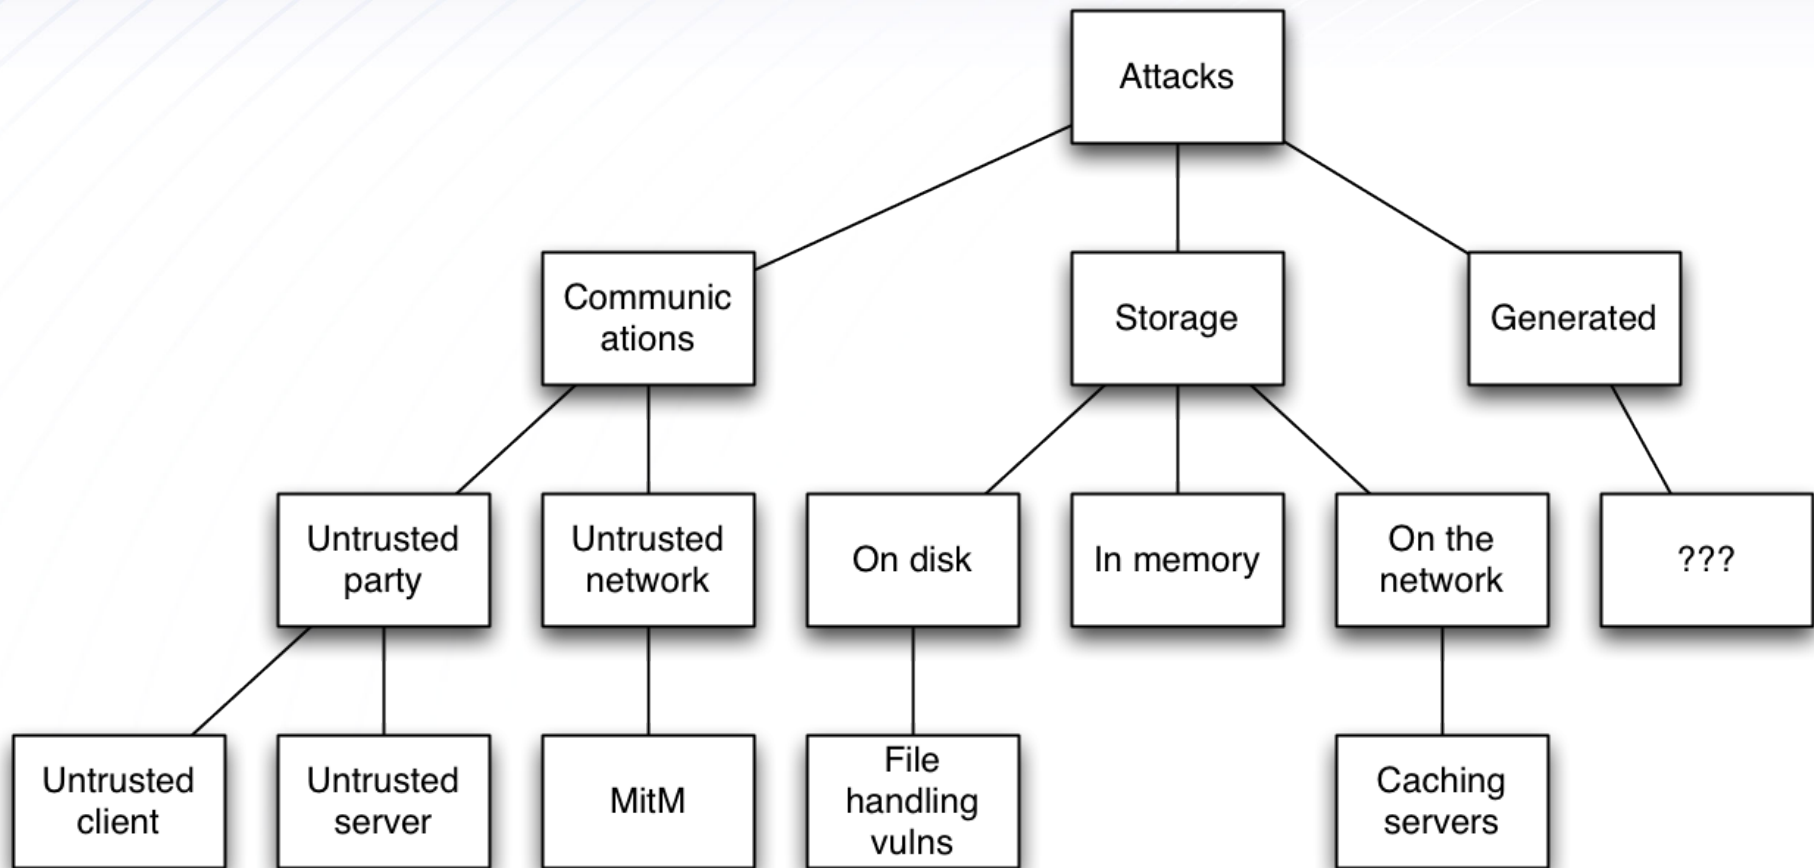 Attacks
Communic
ations
Storage
Generated
Untrusted
party
Untrusted
network
On disk
In memory
On the
network
???
Untrusted
client
Untrusted
server
MitM
File
handling
vulns
Caching
servers